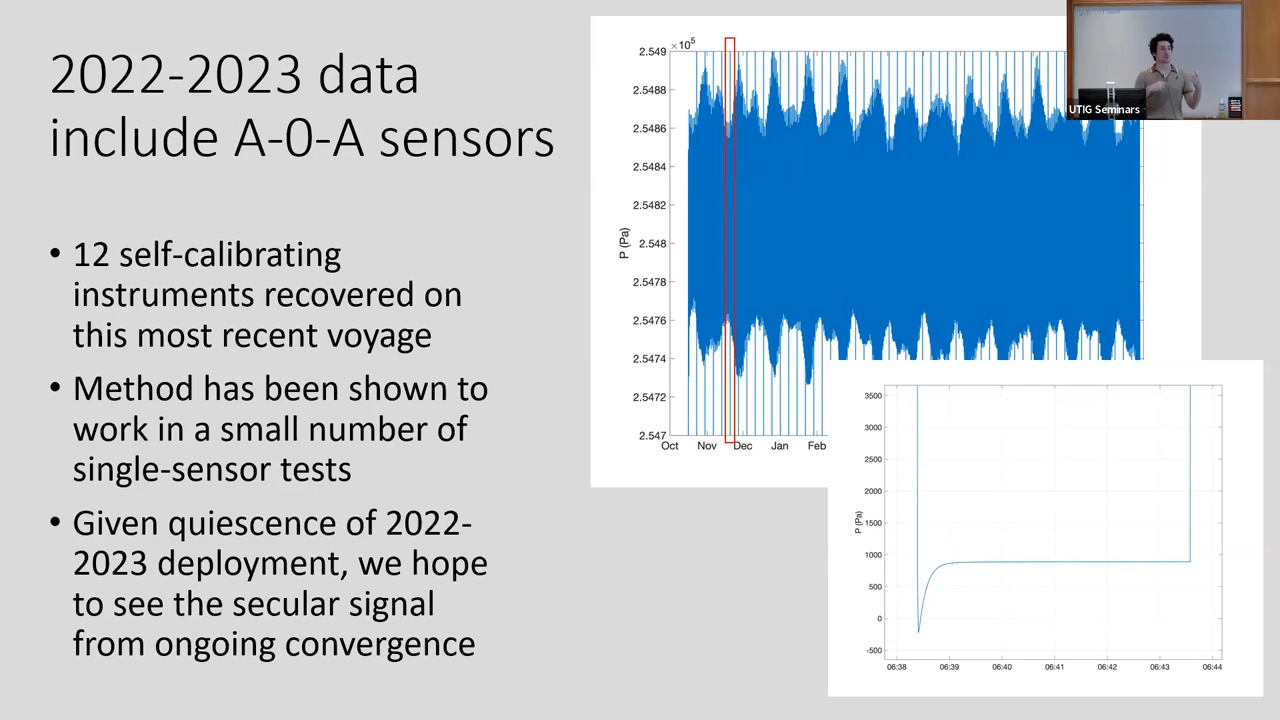 2022-2023 data
include A-0-A sensors
• 12 self-calibrating
instruments recovered on
this most recent voyage
• Method has been shown to
work in a small number of
single-sensor tests
• Given quiescence of 2022-
2023 deployment, we hope
to see the secular signal
from ongoing convergence
×10⁵
2.549
2.5488
2.5486
2.5484
2.5482
2.548
2.5478
2.5476
2.5474
2.5472
2.547
P (Pa)
Oct Nov Dec Jan Feb
UTIG Seminars
3500
3000
2500
2000
1500
1000
500
0
-500
P (Pa)
06:38 06:39 06:40 06:41 06:42 06:43 06:44